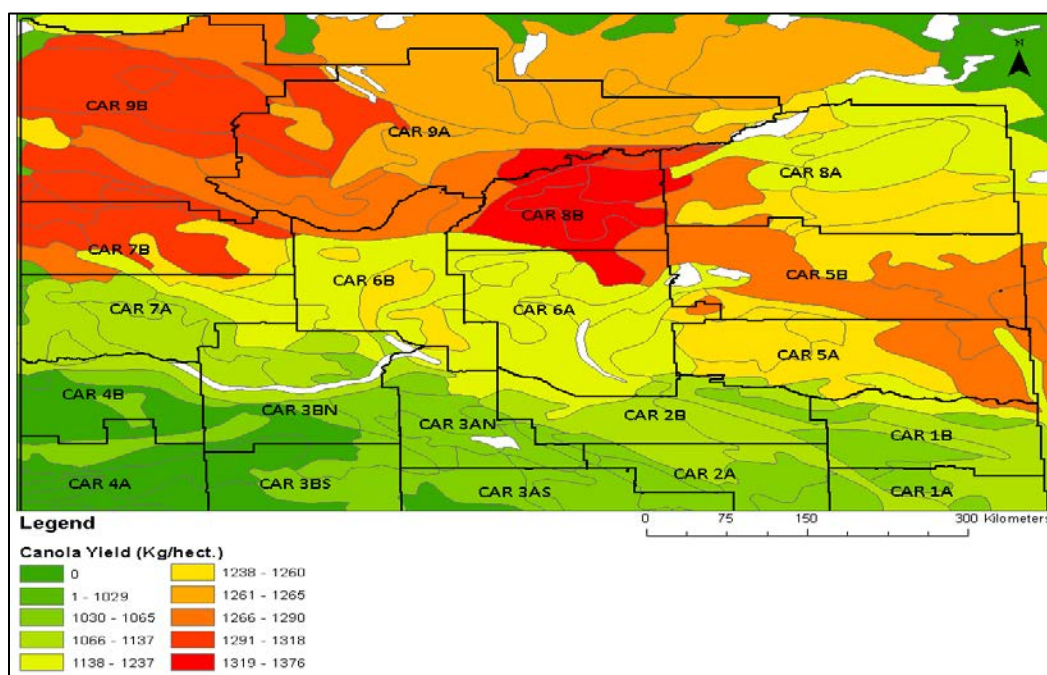 N
CAR 9B
CAR 9A
CAR 8A
CAR 8B
CAR 7B
CAR 6B
CAR 5B
CAR 7A
CAR 6A
CAR 5A
CAR 4B
CAR 3BN
CAR 3AN
CAR 2B
CAR 1B
CAR 4A
CAR 3BS
CAR 3AS
CAR 2A
CAR 1A
Legend
0 75 150 300 Kilometers
Canola Yield (Kg/hect.)
0
1 - 1029
1030 - 1065
1066 - 1137
1138 - 1237
1238 - 1260
1261 - 1265
1266 - 1290
1291 - 1318
1319 - 1376